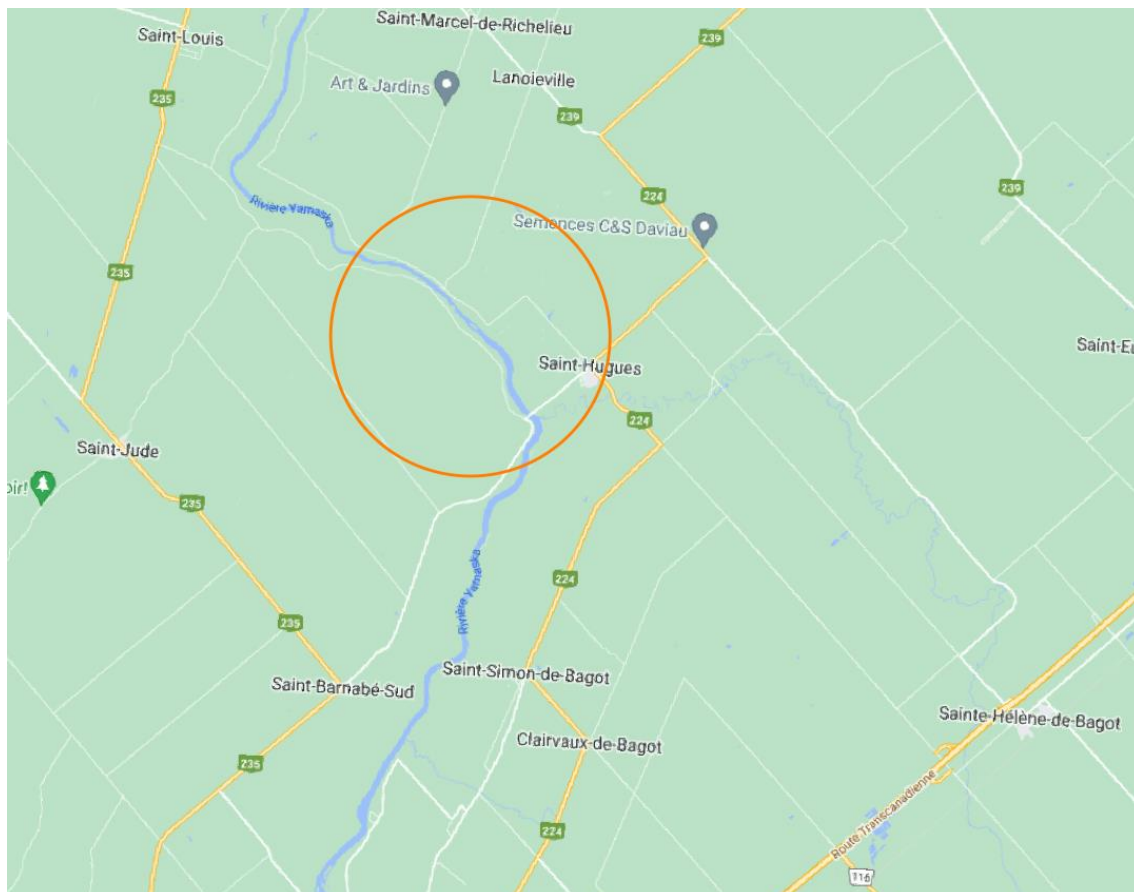 Saint-Marcel-de-Richelieu
Saint-Louis
239
Lanoieville
Art & Jardins
235
239
239
224
Rivière Yamaska
Semences C&S Daviau
235
Saint-Hugues
224
Saint-Jude
235
Rivière Yamaska
224
235
Saint-Simon-de-Bagot
Saint-Barnabé-Sud
Sainte-Hélène-de-Bagot
Clairvaux-de-Bagot
235
Route Transcanadienne
224
116